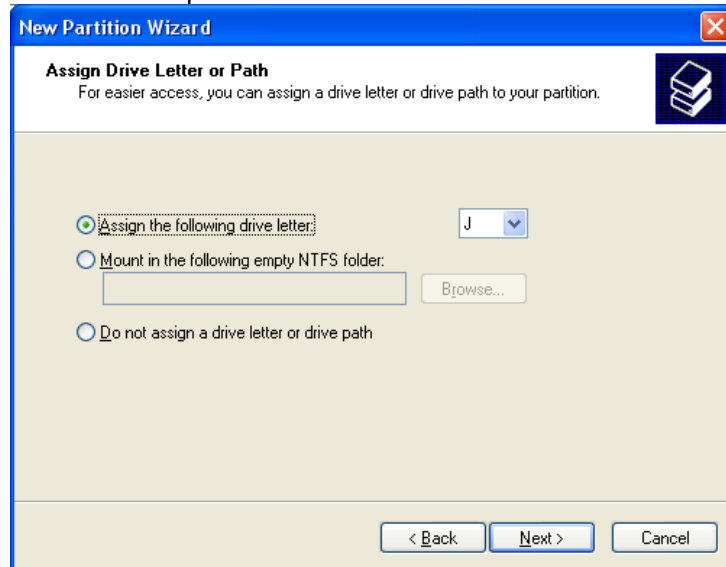 New Partition Wizard
Assign Drive Letter or Path
For easier access, you can assign a drive letter or drive path to your partition.
Assign the following drive letter:
J
Mount in the following empty NTFS folder:
Browse...
Do not assign a drive letter or drive path
< Back
Next >
Cancel